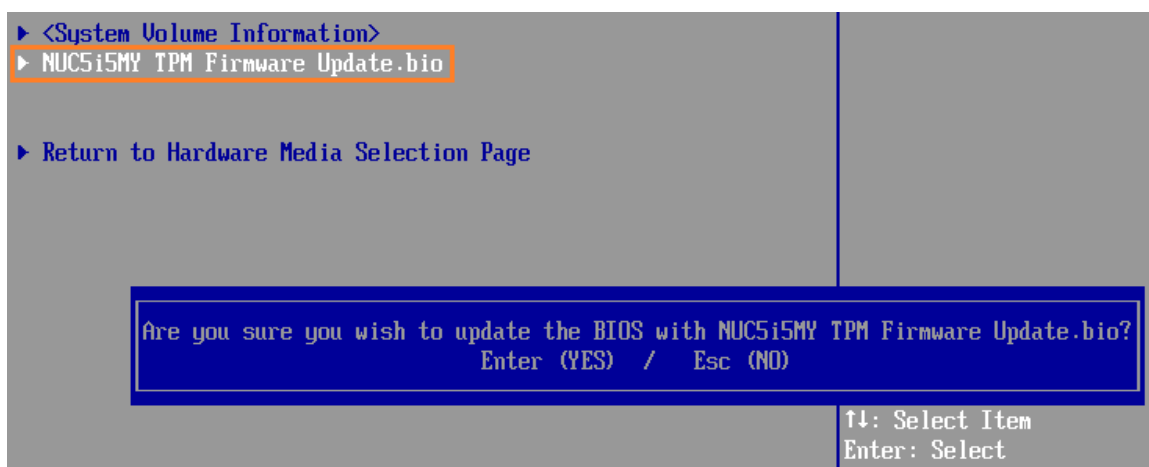 <System Volume Information>
NUC5i5MY TPM Firmware Update.bio
Return to Hardware Media Selection Page
Are you sure you wish to update the BIOS with NUC5i5MY TPM Firmware Update.bio?
Enter (YES) / Esc (NO)
↑↓: Select Item
Enter: Select